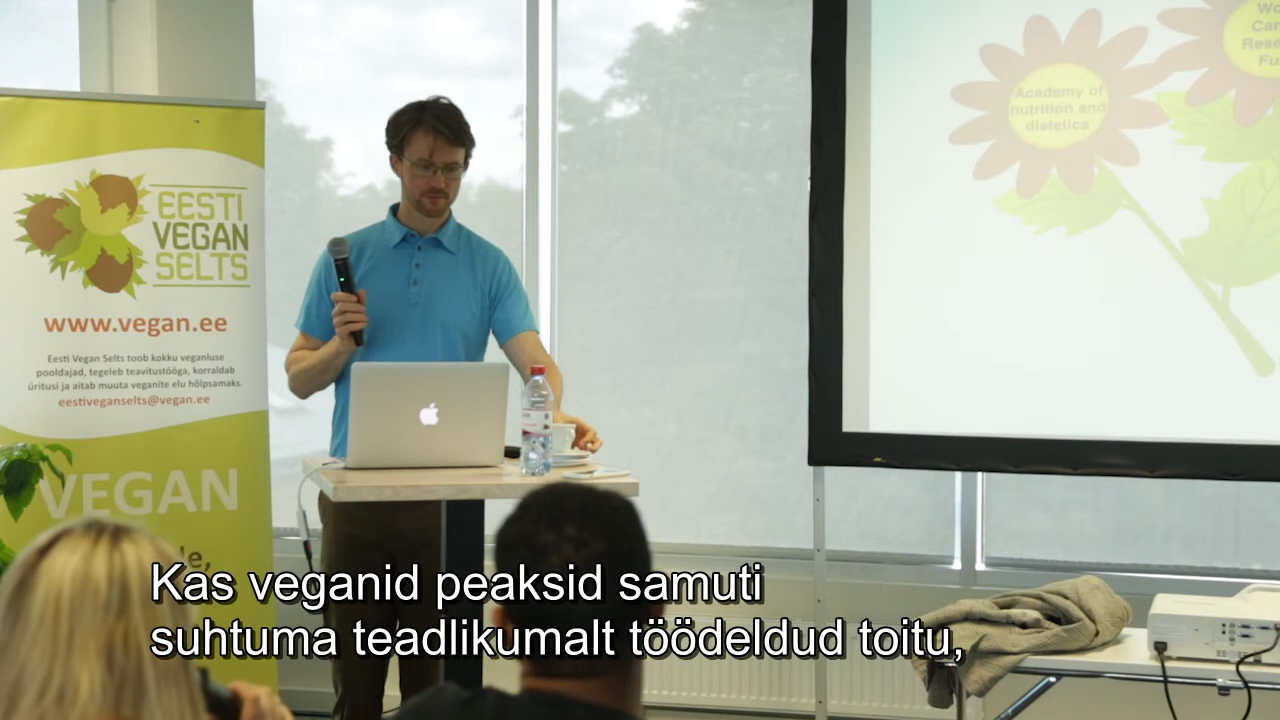 EESTI
VEGAN
SELTS
www.vegan.ee
Eesti Vegan Selts toob kokku veganluse
pooldajad, tegeleb teavitustööga, korraldab
üritusi ja aitab muuta veganite elu hõlpsamaks.
eestiveganselts@vegan.ee
VEGAN
Academy of
nutrition and
dietetics
Kas veganid peaksid samuti
suhtuma teadlikumalt töödeldud toitu,